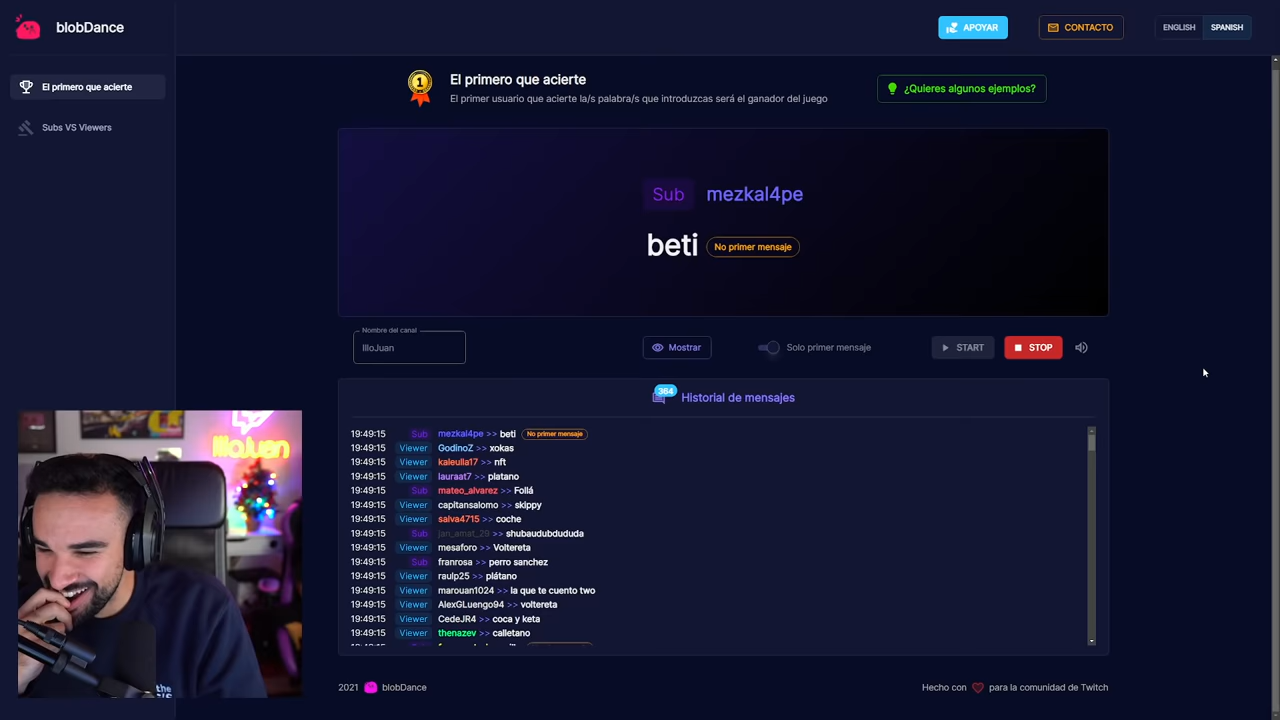 blobDance
APOYAR
CONTACTO
ENGLISH
SPANISH
El primero que acierte
Subs VS Viewers
1
El primero que acierte
El primer usuario que acierte la/s palabra/s que introduzcas será el ganador del juego
¿Quieres algunos ejemplos?
Sub mezkal4pe
beti No primer mensaje
Nombre del canal
IlloJuan
Mostrar
Solo primer mensaje
START
STOP
364
Historial de mensajes
19:49:15 Sub mezkal4pe >> beti No primer mensaje
19:49:15 Viewer GodinoZ >> xokas
19:49:15 Viewer kaleulla17 >> nft
19:49:15 Viewer lauraat7 >> platano
19:49:15 Sub mateo_alvarez >> Follá
19:49:15 Viewer capitansalomo >> skippy
19:49:15 Viewer salva4715 >> coche
19:49:15 Sub jan_amat_29 >> shubaudubdududa
19:49:15 Viewer mesaforo >> Voltereta
19:49:15 Sub franrosa >> perro sanchez
19:49:15 Viewer raulp25 >> plátano
19:49:15 Viewer marouan1024 >> la que te cuento two
19:49:15 Viewer AlexGLuengo94 >> voltereta
19:49:15 Viewer CedeJR4 >> coca y keta
19:49:15 Viewer thenazev >> calletano
IlloJuan
the
2021 blobDance
Hecho con para la comunidad de Twitch